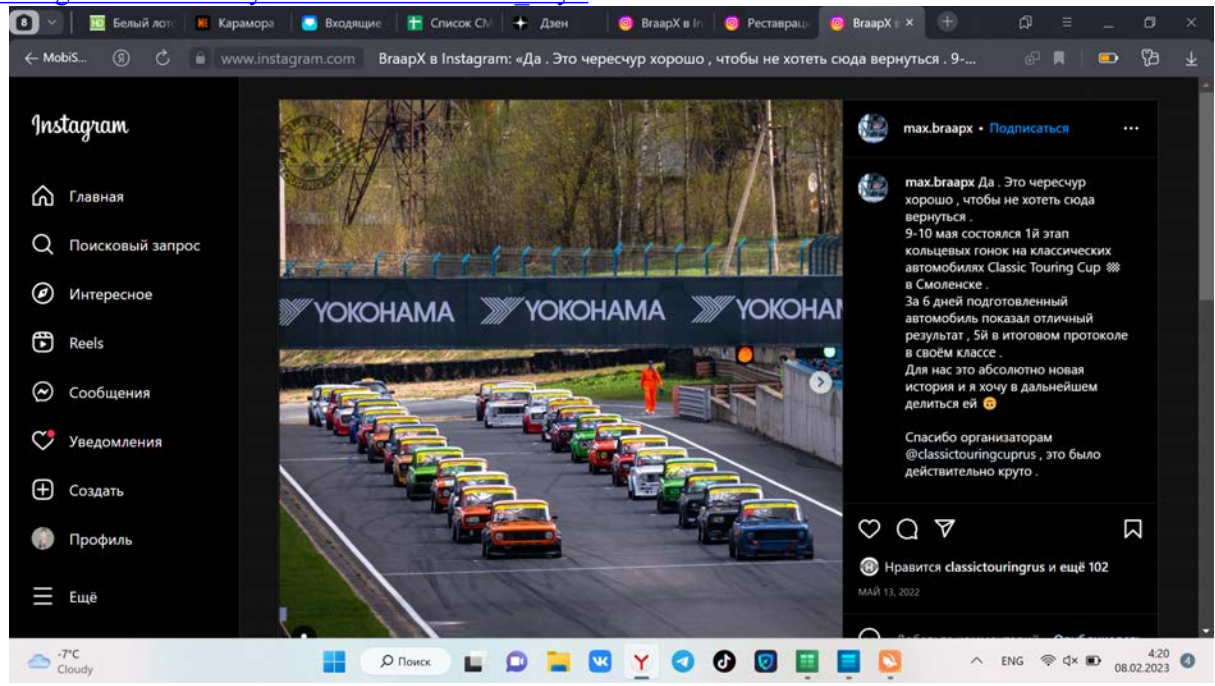 8
Белый лот
Карамора
Входящие
Список СМ
Дзен
BraapX в In
Реставрац
BraapX в
← MobiS...
www.instagram.com
BraapX в Instagram: «Да . Это чересчур хорошо , чтобы не хотеть сюда вернуться . 9-...
Instagram
Главная
Поисковый запрос
Интересное
Reels
Сообщения
Уведомления
Создать
Профиль
Ещё
YOKOHAMA YOKOHAMA YOKOHAM
max.braapx • Подписаться
max.braapx Да . Это чересчур
хорошо , чтобы не хотеть сюда
вернуться .
9-10 мая состоялся 1й этап
кольцевых гонок на классических
автомобилях Classic Touring Cup 🏁
в Смоленске .
За 6 дней подготовленный
автомобиль показал отличный
результат , 5й в итоговом протоколе
в своём классе .
Для нас это абсолютно новая
история и я хочу в дальнейшем
делиться ей 🙃
Спасибо организаторам
@classictouringcuprus , это было
действительно круто .
Нравится classictouringrus и ещё 102
МАЙ 13, 2022
-7°C
Cloudy
Поиск
ENG
4:20
08.02.2023
4